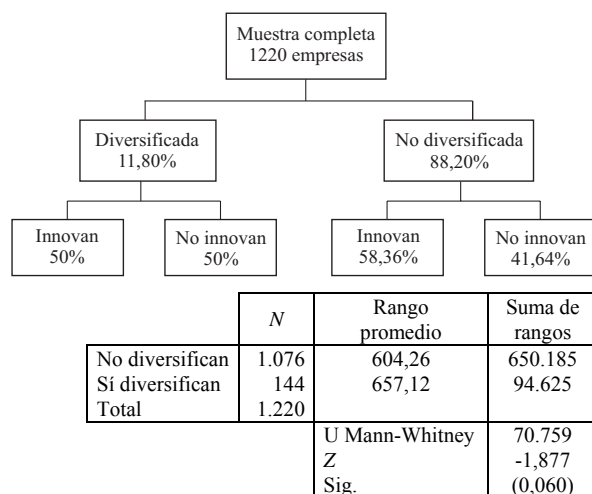 Muestra completa
1220 empresas
Diversificada
11,80%
No diversificada
88,20%
Innovan
50%
No innovan
50%
Innovan
58,36%
No innovan
41,64%
N Rango promedio Suma de rangos
No diversifican 1.076 604,26 650.185
Sí diversifican 144 657,12 94.625
Total 1.220
U Mann-Whitney 70.759
Z -1,877
Sig. (0,060)